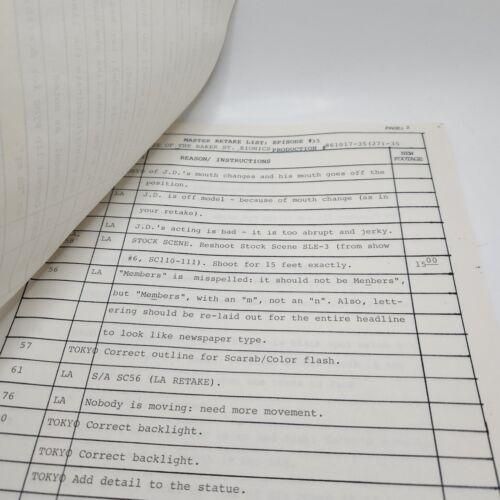 PAGE: 2
MASTER RETAKE LIST: EPISODE #35
OF THE BAKER ST. BIONICS PRODUCTION #861017-35(27)-35
REASON/ INSTRUCTIONS NEW FOOTAGE
of J.D.'s mouth changes and his mouth goes off the
position.
LA J.D. is off model - because of mouth change (as in
your retake).
LA J.D.'s acting is bad - it is too abrupt and jerky.
LA STOCK SCENE. Reshoot Stock Scene SLE-3 (from show
#6, SC110-111). Shoot for 15 feet exactly. 15 00
56 LA "Members" is misspelled: it should not be Menbers",
but "Members", with an "m", not an "n". Also, lett-
ering should be re-laid out for the entire headline
to look like newspaper type.
57 TOKYO Correct outline for Scarab/Color flash.
61 LA S/A SC56 (LA RETAKE).
76 LA Nobody is moving: need more movement.
0 TOKYO Correct backlight.
TOKYO Correct backlight.
TOKYO Add detail to the statue.